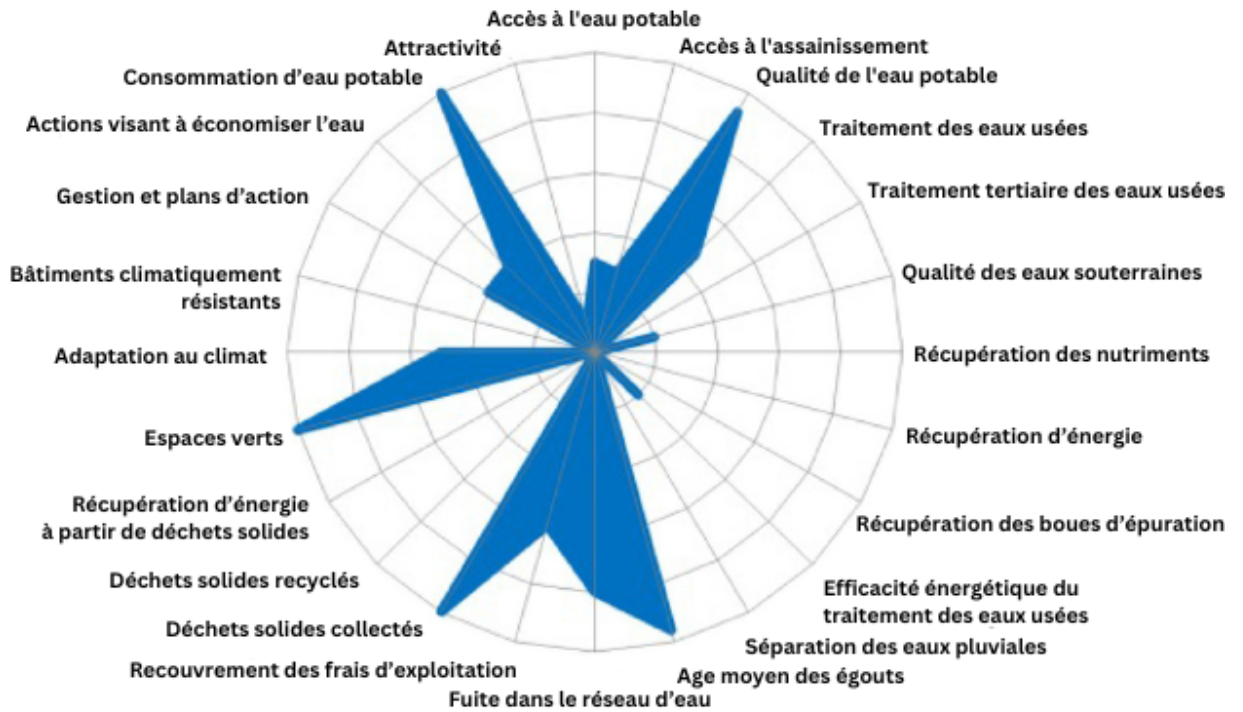 Accès à l'eau potable
Accès à l'assainissement
Qualité de l'eau potable
Traitement des eaux usées
Traitement tertiaire des eaux usées
Qualité des eaux souterraines
Récupération des nutriments
Récupération d’énergie
Récupération des boues d’épuration
Efficacité énergétique du
traitement des eaux usées
Séparation des eaux pluviales
Age moyen des égouts
Fuite dans le réseau d’eau
Recouvrement des frais d’exploitation
Déchets solides collectés
Déchets solides recyclés
Récupération d’énergie
à partir de déchets solides
Espaces verts
Adaptation au climat
Bâtiments climatiquement
résistants
Gestion et plans d’action
Actions visant à économiser l’eau
Consommation d’eau potable
Attractivité